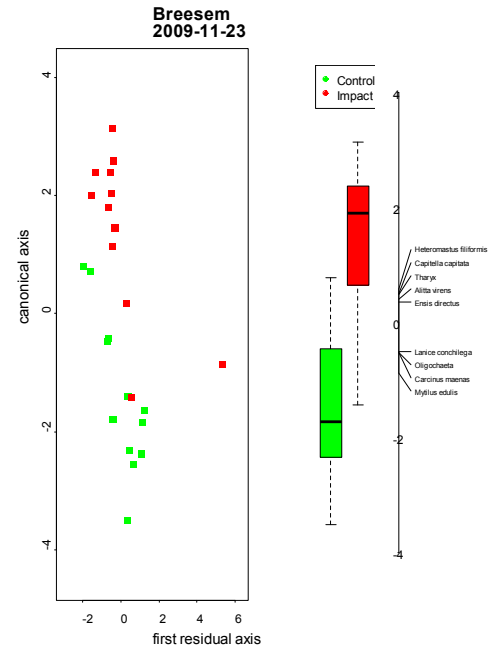 Breesem
2009-11-23
canonical axis
4
2
0
-2
-4
-2
0
2
4
6
first residual axis
Control
Impact
4
2
0
-2
-4
Heteromastus filiformis
Capitella capitata
Tharyx
Alitta virens
Ensis directus
Lanice conchilega
Oligochaeta
Carcinus maenas
Mytilus edulis